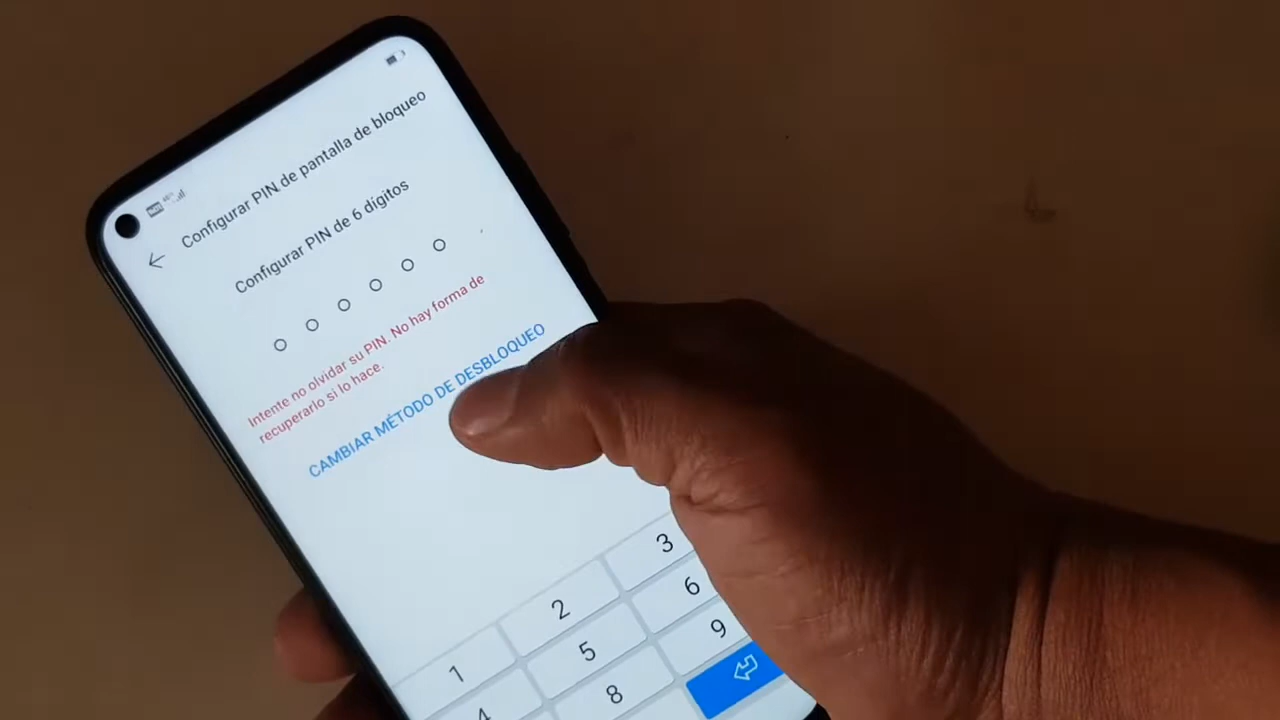 Configurar PIN de pantalla de bloqueo
Configurar PIN de 6 dígitos
Intente no olvidar su PIN. No hay forma de
recuperarlo si lo hace.
CAMBIAR MÉTODO DE DESBLOQUEO
1 2 3
4 5 6
8 9